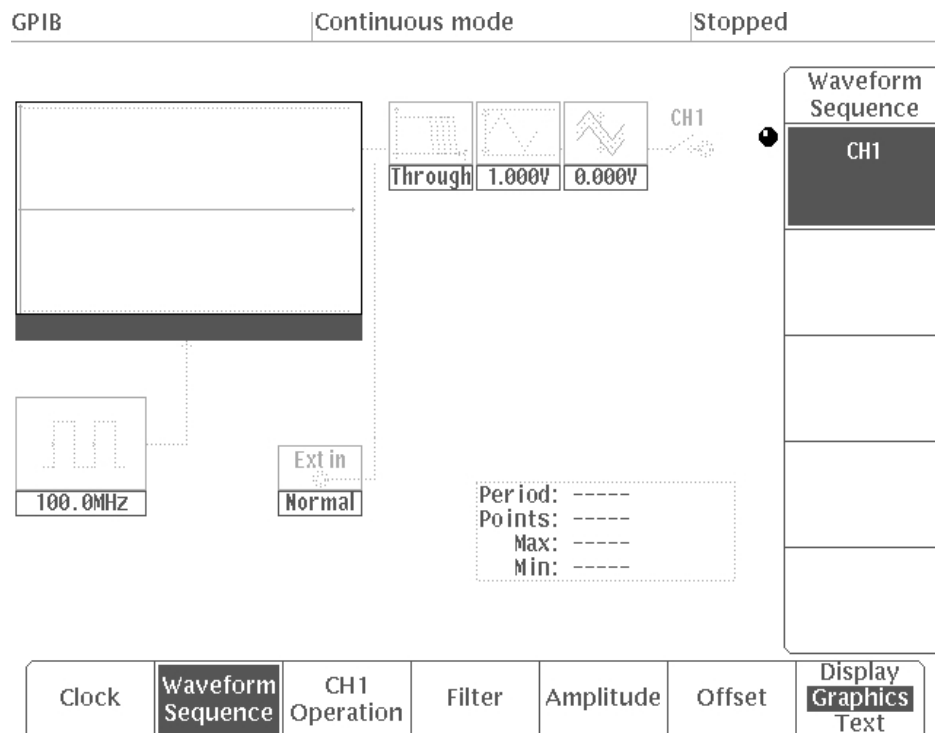 GPIB Continuous mode Stopped
Waveform
Sequence
CH1
CH1
Through 1.000V 0.000V
Ext in
100.0MHz Normal
Period: -----
Points: -----
Max: -----
Min: -----
Clock
Waveform
Sequence
CH1
Operation
Filter
Amplitude
Offset
Display
Graphics
Text